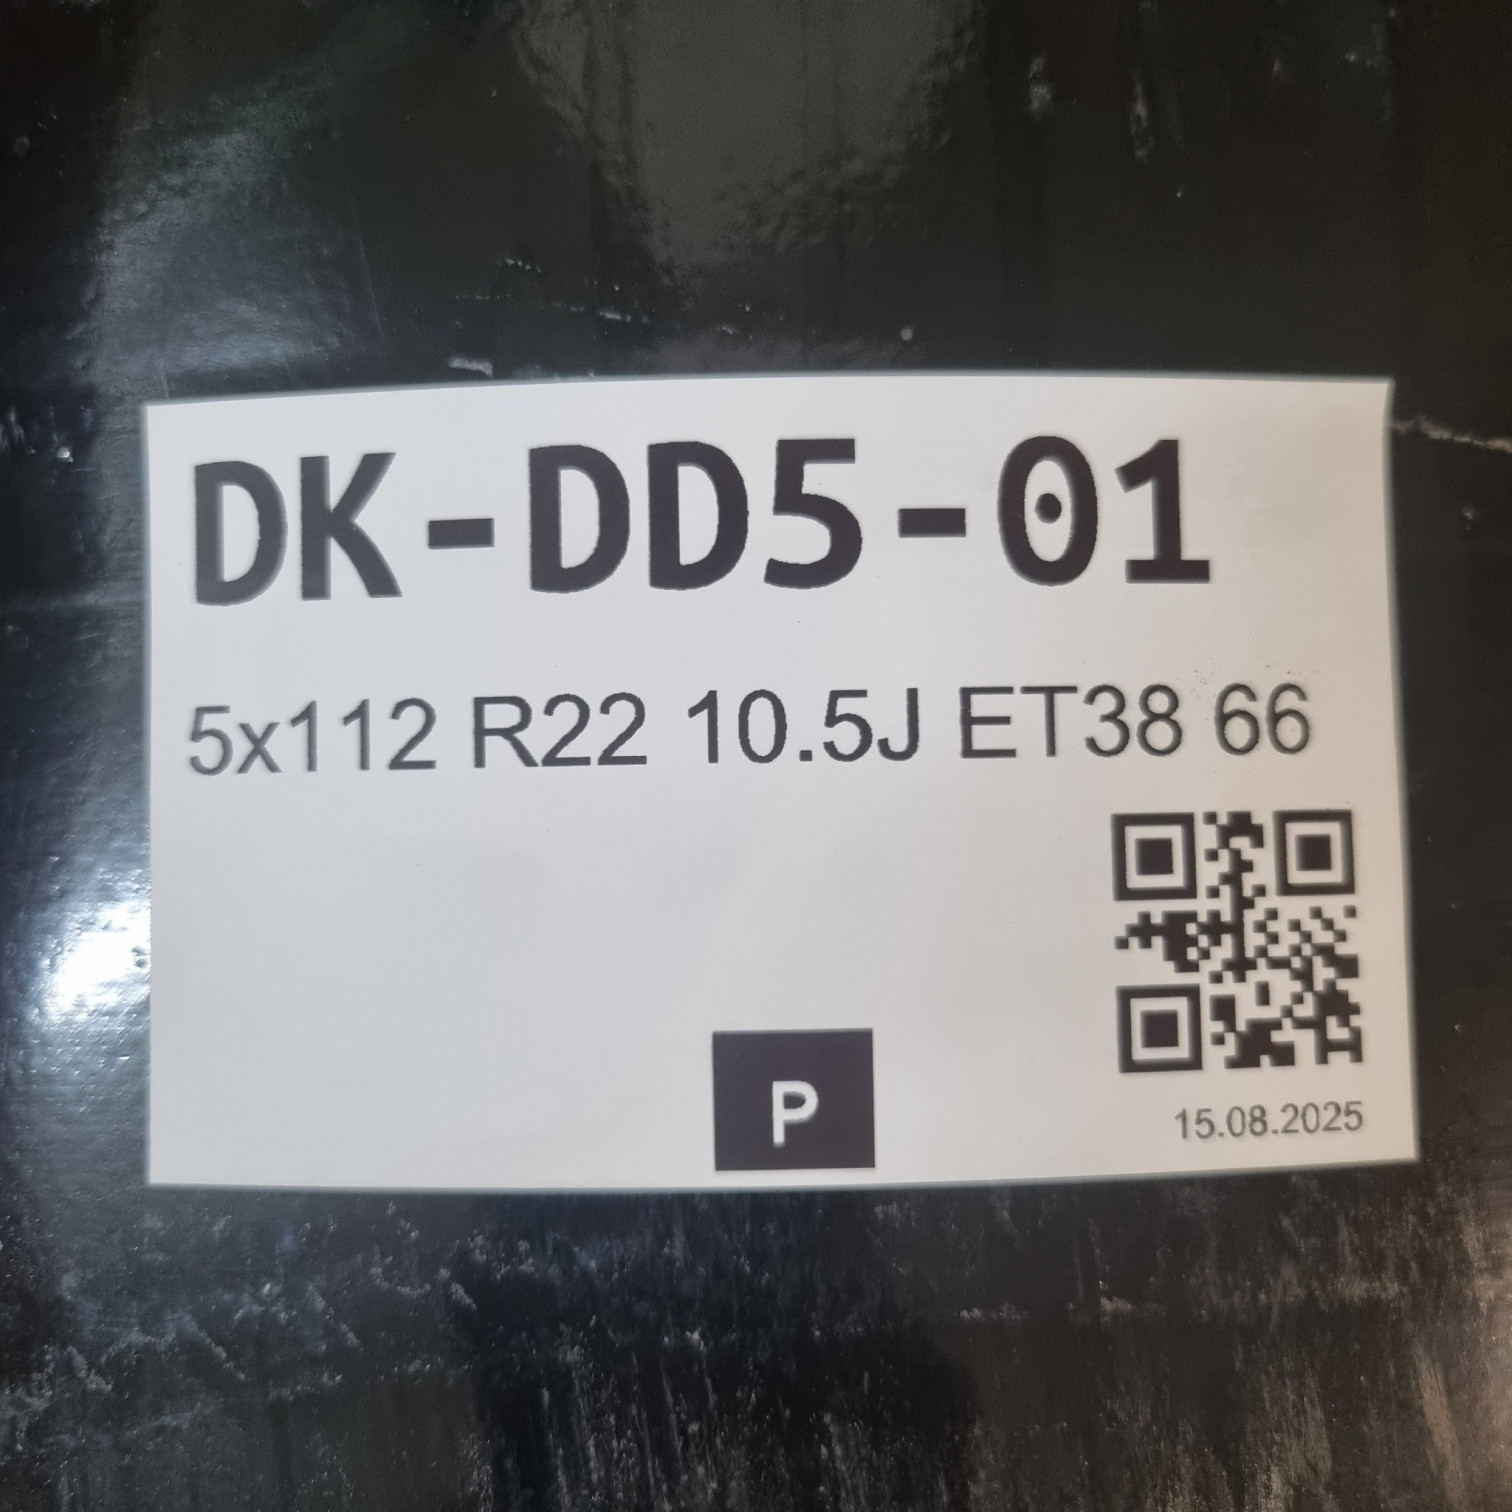 DK-DD5-01
5x112 R22 10.5J ET38 66
P
15.08.2025